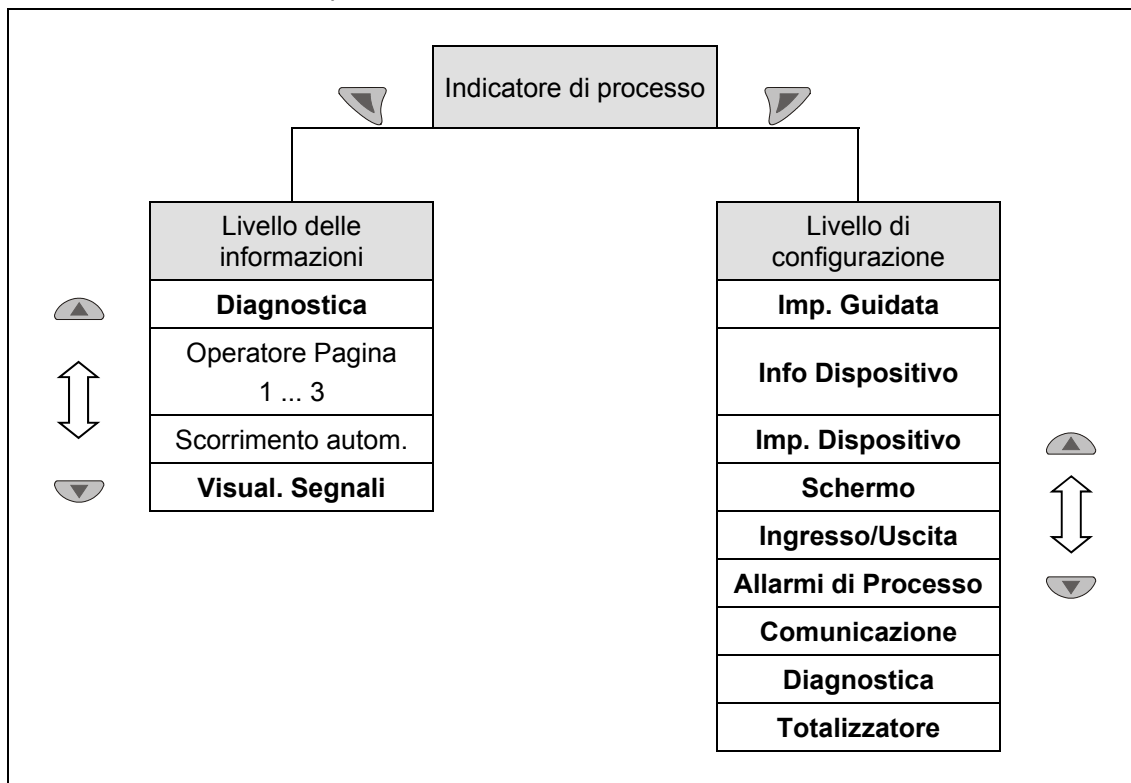 Indicatore di processo
Livello delle
informazioni
Diagnostica
Operatore Pagina
1 ... 3
Scorrimento autom.
Visual. Segnali
Livello di
configurazione
Imp. Guidata
Info Dispositivo
Imp. Dispositivo
Schermo
Ingresso/Uscita
Allarmi di Processo
Comunicazione
Diagnostica
Totalizzatore